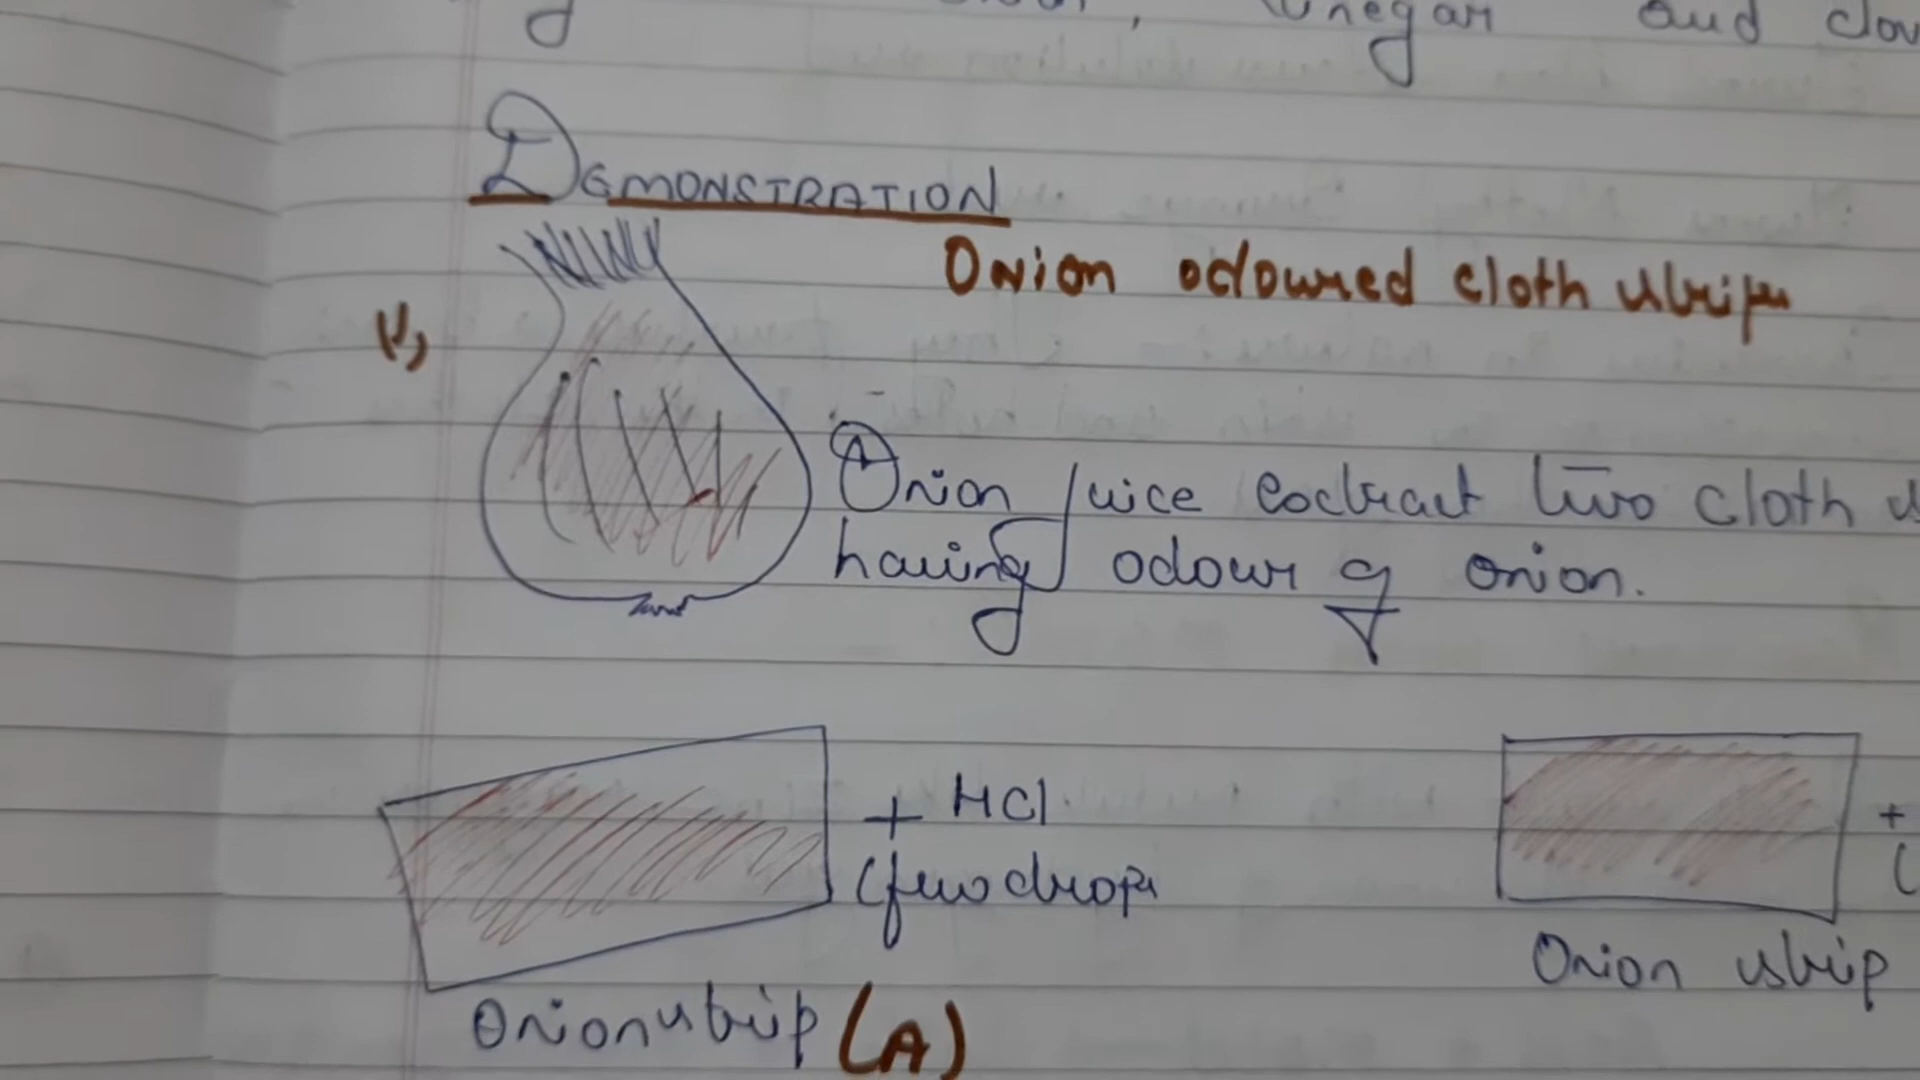 Vinegar and clov
DEMONSTRATION
Onion odoured cloth strips
1,
Onion juice extract two cloth s
having odour of onion.
+ HCl
(few drops
+
(
Onion strip (A)
Onion strip